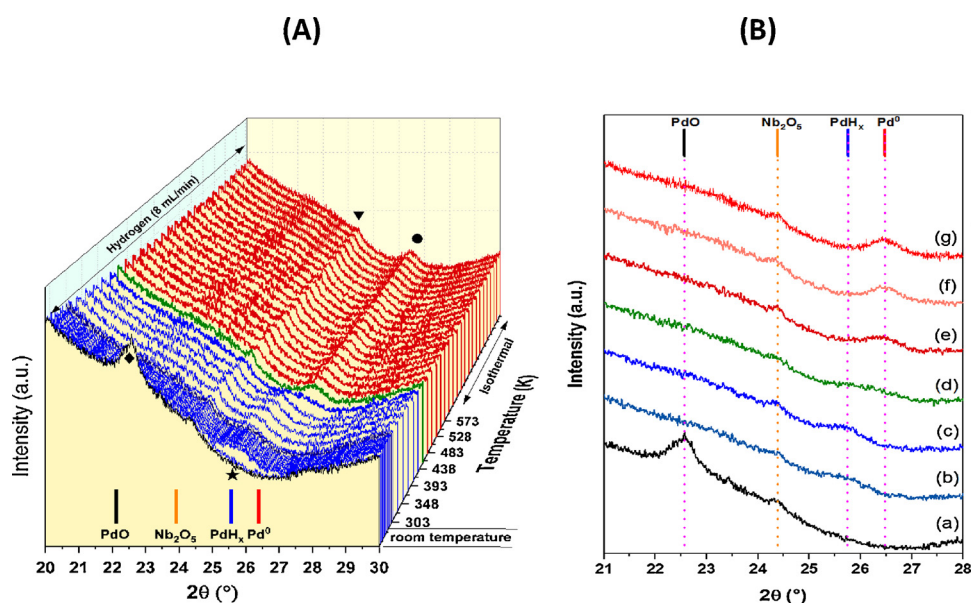 (A)
(B)
Hydrogen (8 mL/min)
Intensity (a.u.)
Isothermal
Temperature (K)
573
528
483
438
393
348
303
room temperature
PdO Nb₂O₅ PdHₓ Pd⁰
20 21 22 23 24 25 26 27 28 29 30
2θ (°)
PdO Nb₂O₅ PdHₓ Pd⁰
Intensity (a.u.)
(g)
(f)
(e)
(d)
(c)
(b)
(a)
21 22 23 24 25 26 27 28
2θ (°)